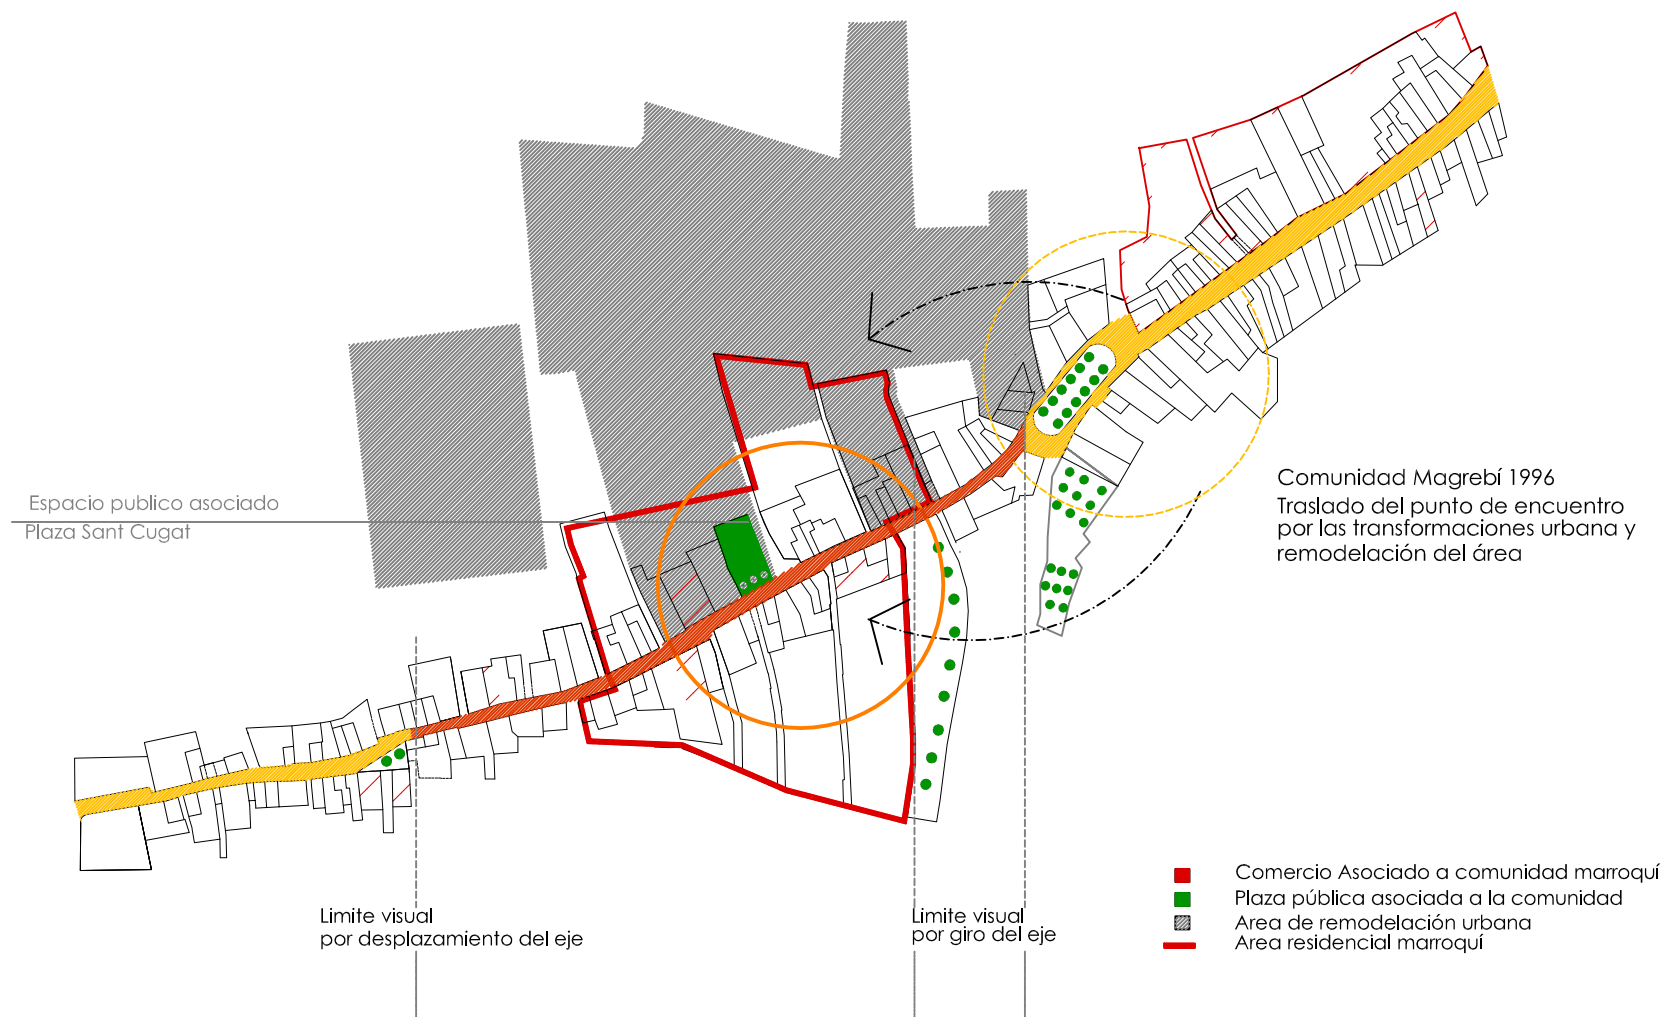 Espacio publico asociado
Plaza Sant Cugat
Comunidad Magrebí 1996
Traslado del punto de encuentro
por las transformaciones urbana y
remodelación del área
Limite visual
por desplazamiento del eje
Limite visual
por giro del eje
Comercio Asociado a comunidad marroquí
Plaza pública asociada a la comunidad
Area de remodelación urbana
Area residencial marroquí